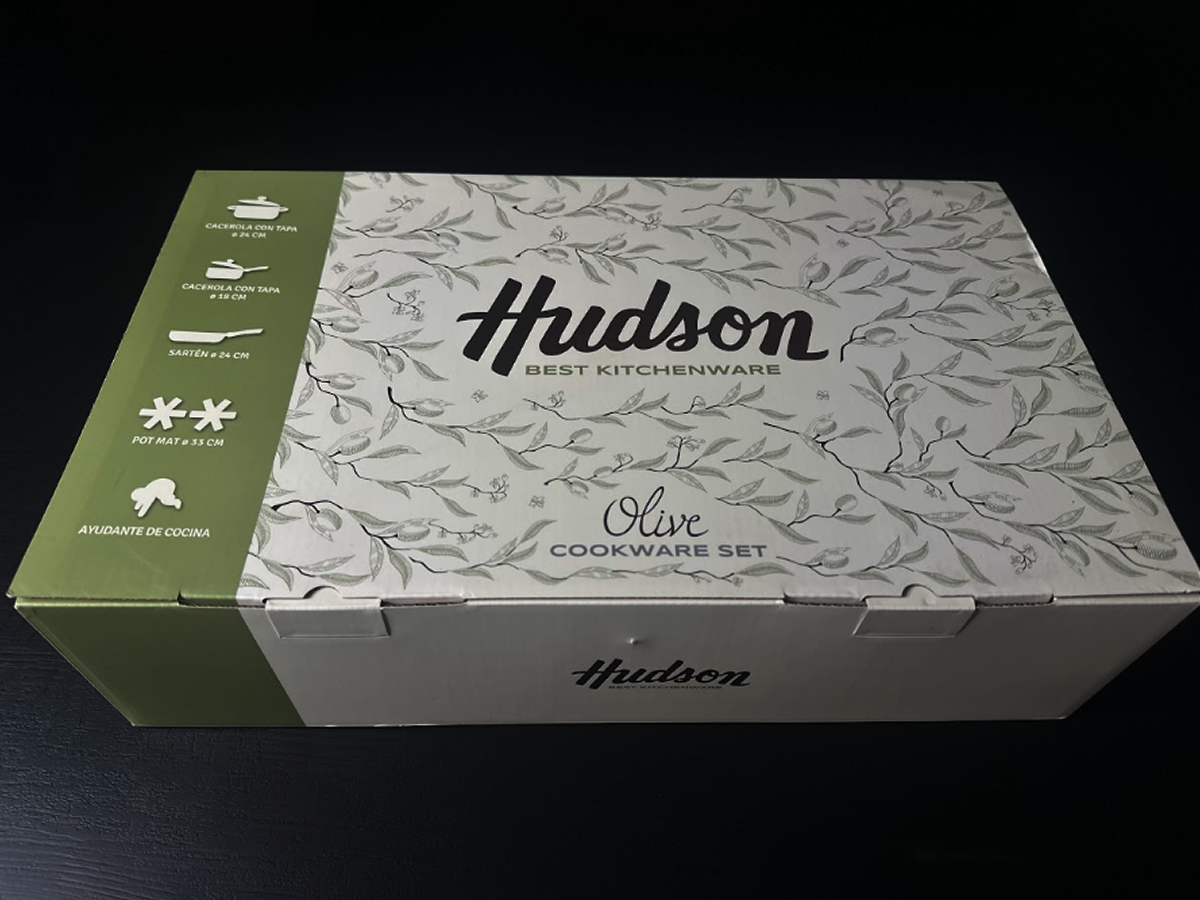 CACEROLA CON TAPA
ø 24 CM
CACEROLA CON TAPA
ø 18 CM
SARTÉN ø 24 CM
POT MAT ø 33 CM
AYUDANTE DE COCINA
Hudson
BEST KITCHENWARE
Olive
COOKWARE SET
Hudson
BEST KITCHENWARE